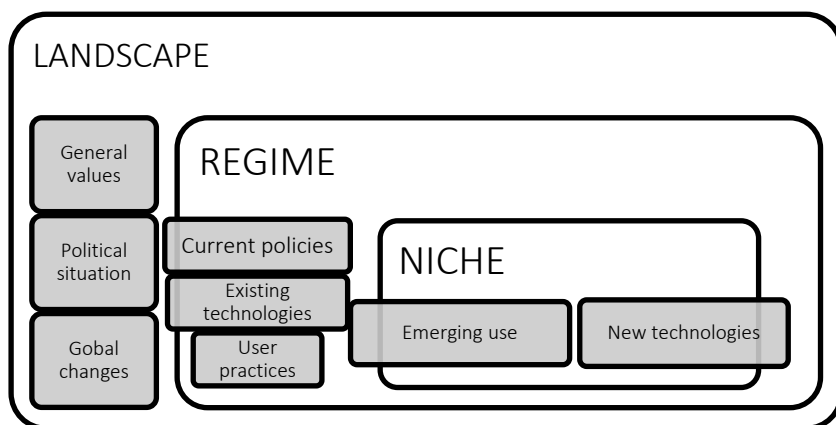 LANDSCAPE
General
values
Political
situation
Gobal
changes
REGIME
Current policies
Existing
technologies
User
practices
NICHE
Emerging use
New technologies